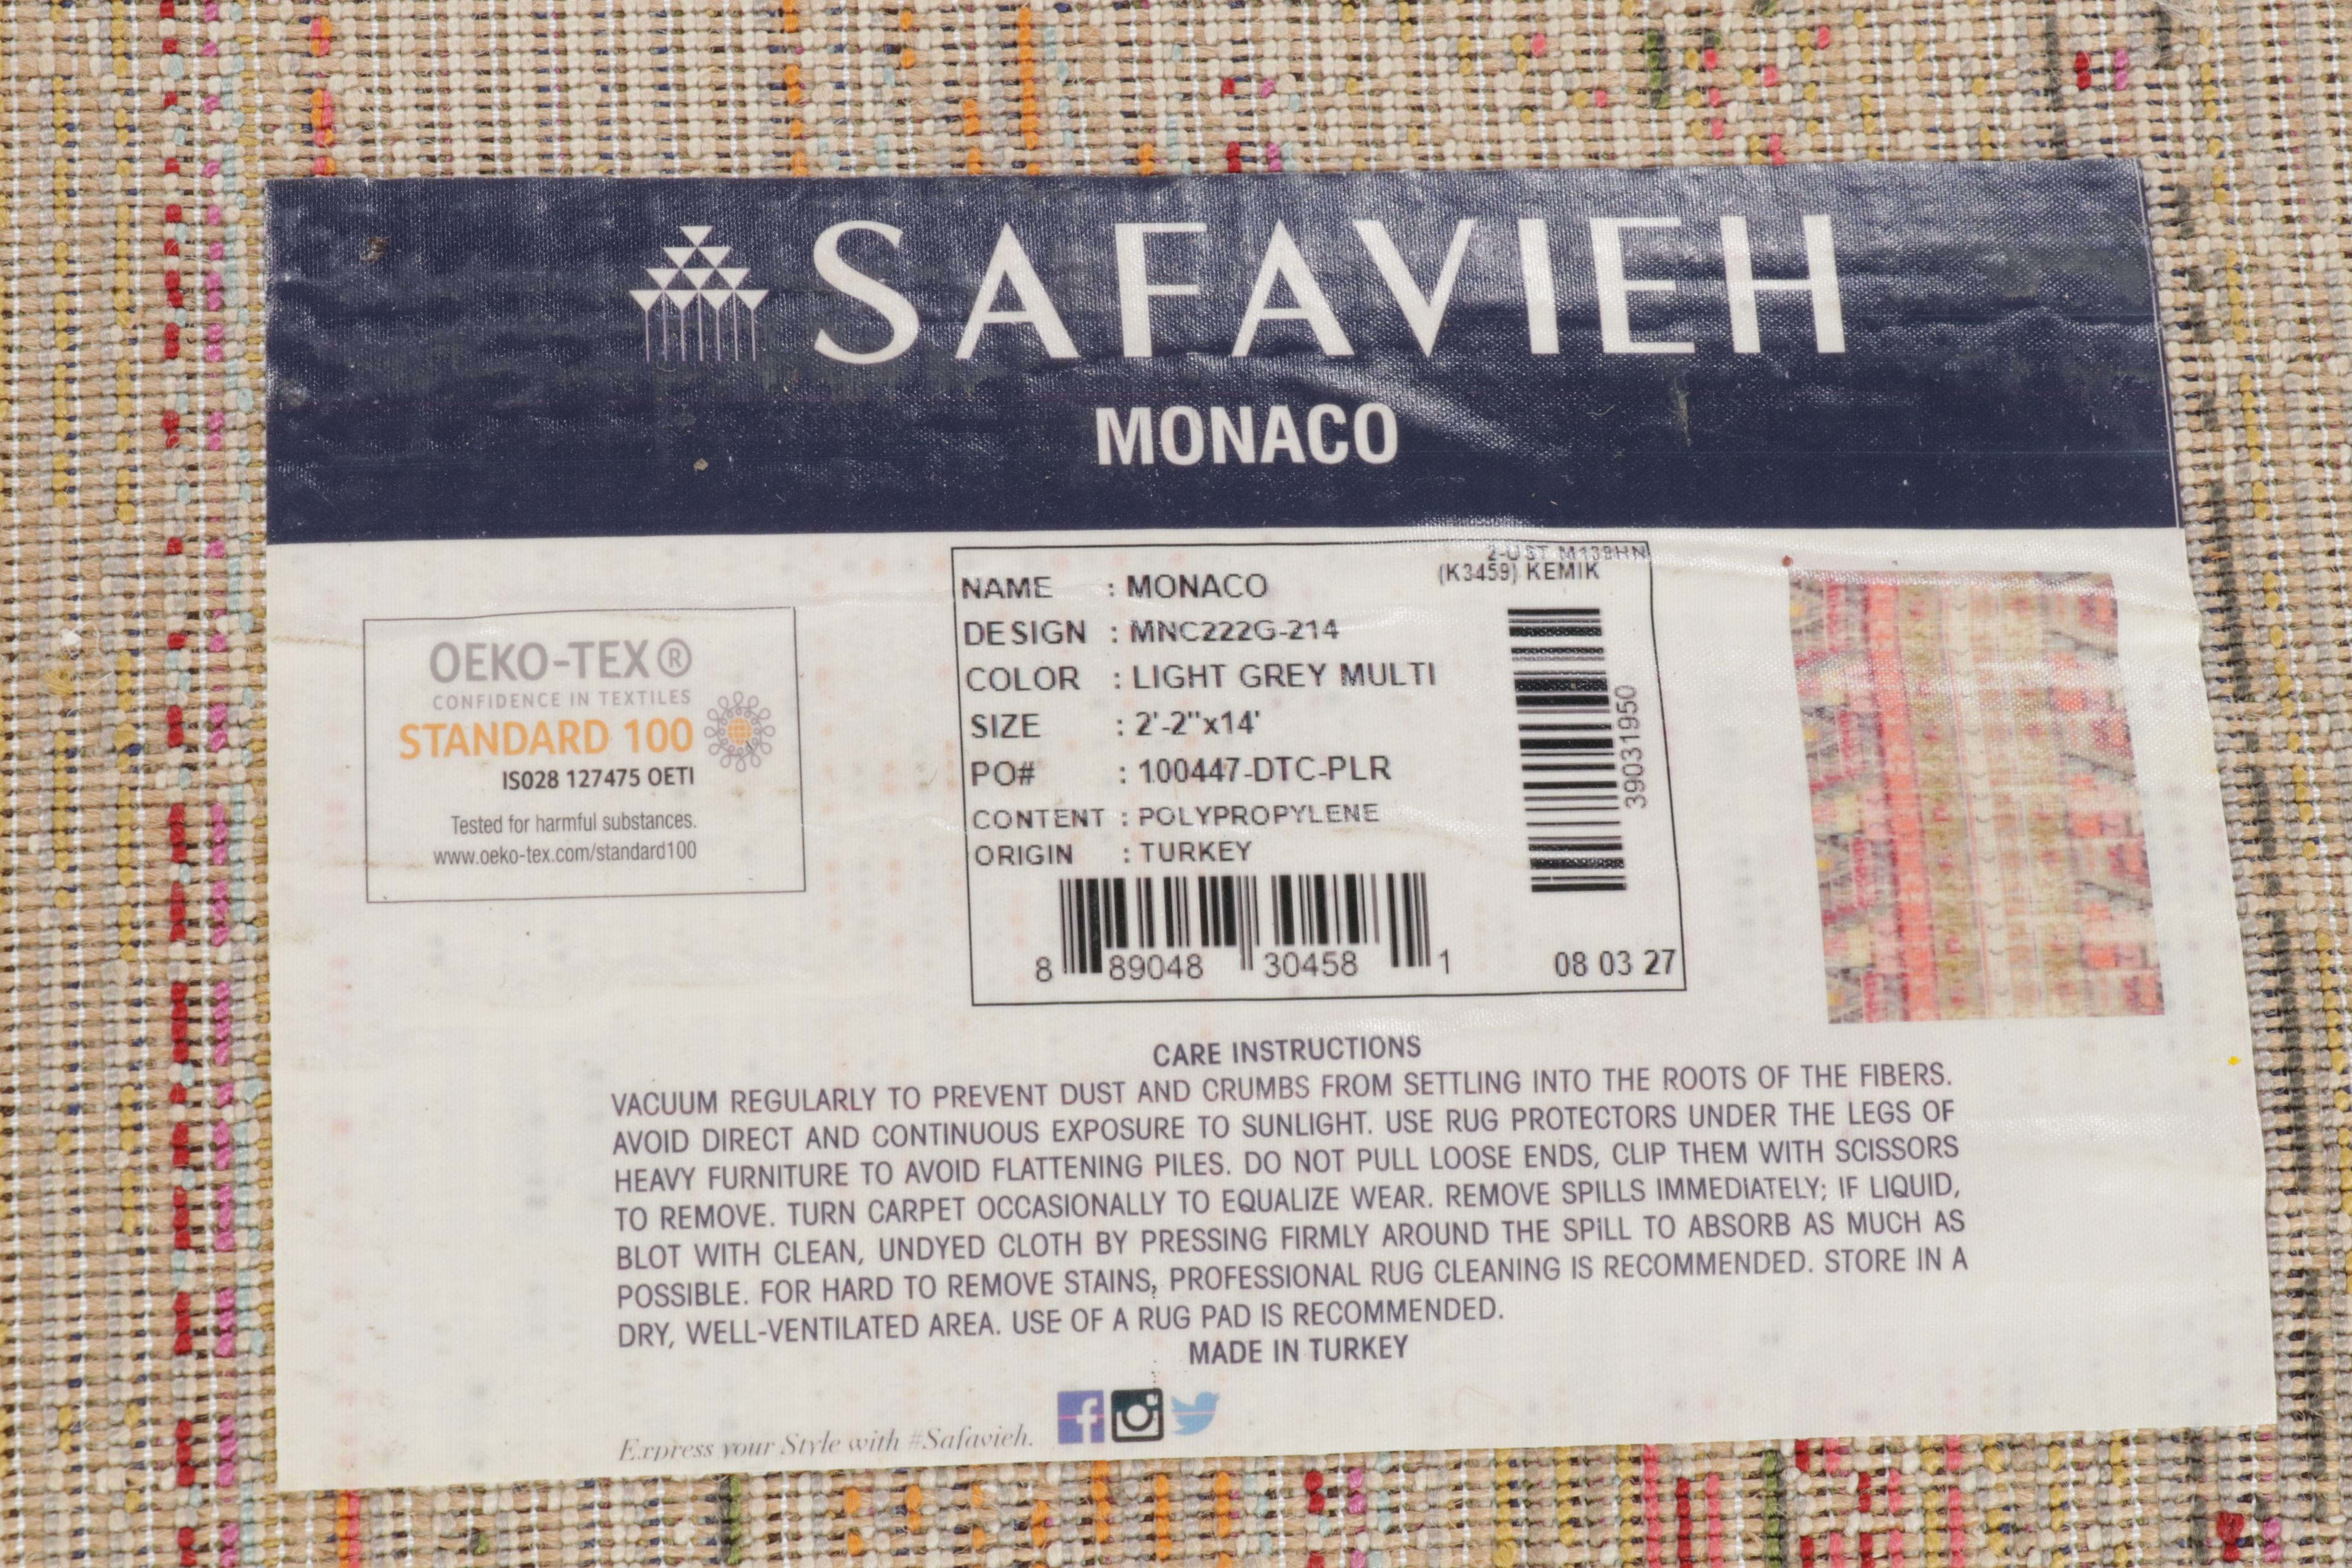 SAFAVIEH
MONACO
2-UST M139HN
(K3459) KEMIK
NAME : MONACO
DESIGN : MNC222G-214
COLOR : LIGHT GREY MULTI
SIZE : 2'-2"x14'
PO# : 100447-DTC-PLR
CONTENT : POLYPROPYLENE
ORIGIN : TURKEY
39031950
8 89048 30458 1
08 03 27
OEKO-TEX®
CONFIDENCE IN TEXTILES
STANDARD 100
IS028 127475 OETI
Tested for harmful substances.
www.oeko-tex.com/standard100
CARE INSTRUCTIONS
VACUUM REGULARLY TO PREVENT DUST AND CRUMBS FROM SETTLING INTO THE ROOTS OF THE FIBERS.
AVOID DIRECT AND CONTINUOUS EXPOSURE TO SUNLIGHT. USE RUG PROTECTORS UNDER THE LEGS OF
HEAVY FURNITURE TO AVOID FLATTENING PILES. DO NOT PULL LOOSE ENDS, CLIP THEM WITH SCISSORS
TO REMOVE. TURN CARPET OCCASIONALLY TO EQUALIZE WEAR. REMOVE SPILLS IMMEDIATELY; IF LIQUID,
BLOT WITH CLEAN, UNDYED CLOTH BY PRESSING FIRMLY AROUND THE SPILL TO ABSORB AS MUCH AS
POSSIBLE. FOR HARD TO REMOVE STAINS, PROFESSIONAL RUG CLEANING IS RECOMMENDED. STORE IN A
DRY, WELL-VENTILATED AREA. USE OF A RUG PAD IS RECOMMENDED.
MADE IN TURKEY
Express your Style with #Safavieh.